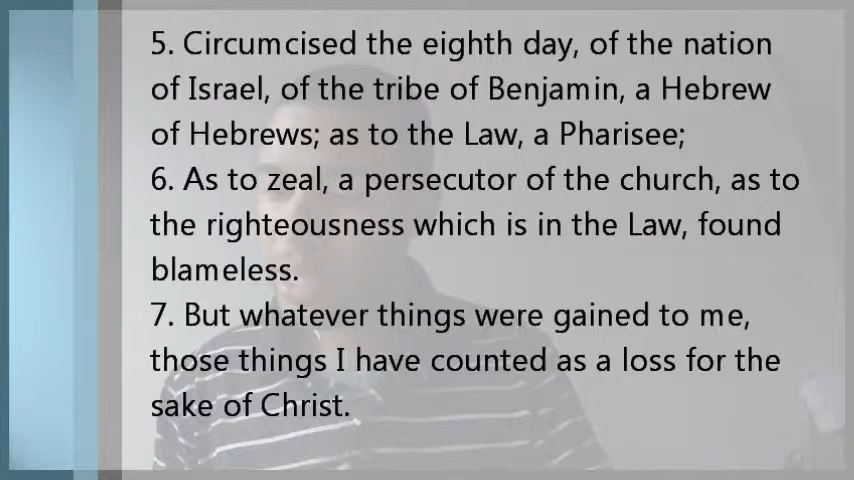 5. Circumcised the eighth day, of the nation
of Israel, of the tribe of Benjamin, a Hebrew
of Hebrews; as to the Law, a Pharisee;
6. As to zeal, a persecutor of the church, as to
the righteousness which is in the Law, found
blameless.
7. But whatever things were gained to me,
those things I have counted as a loss for the
sake of Christ.